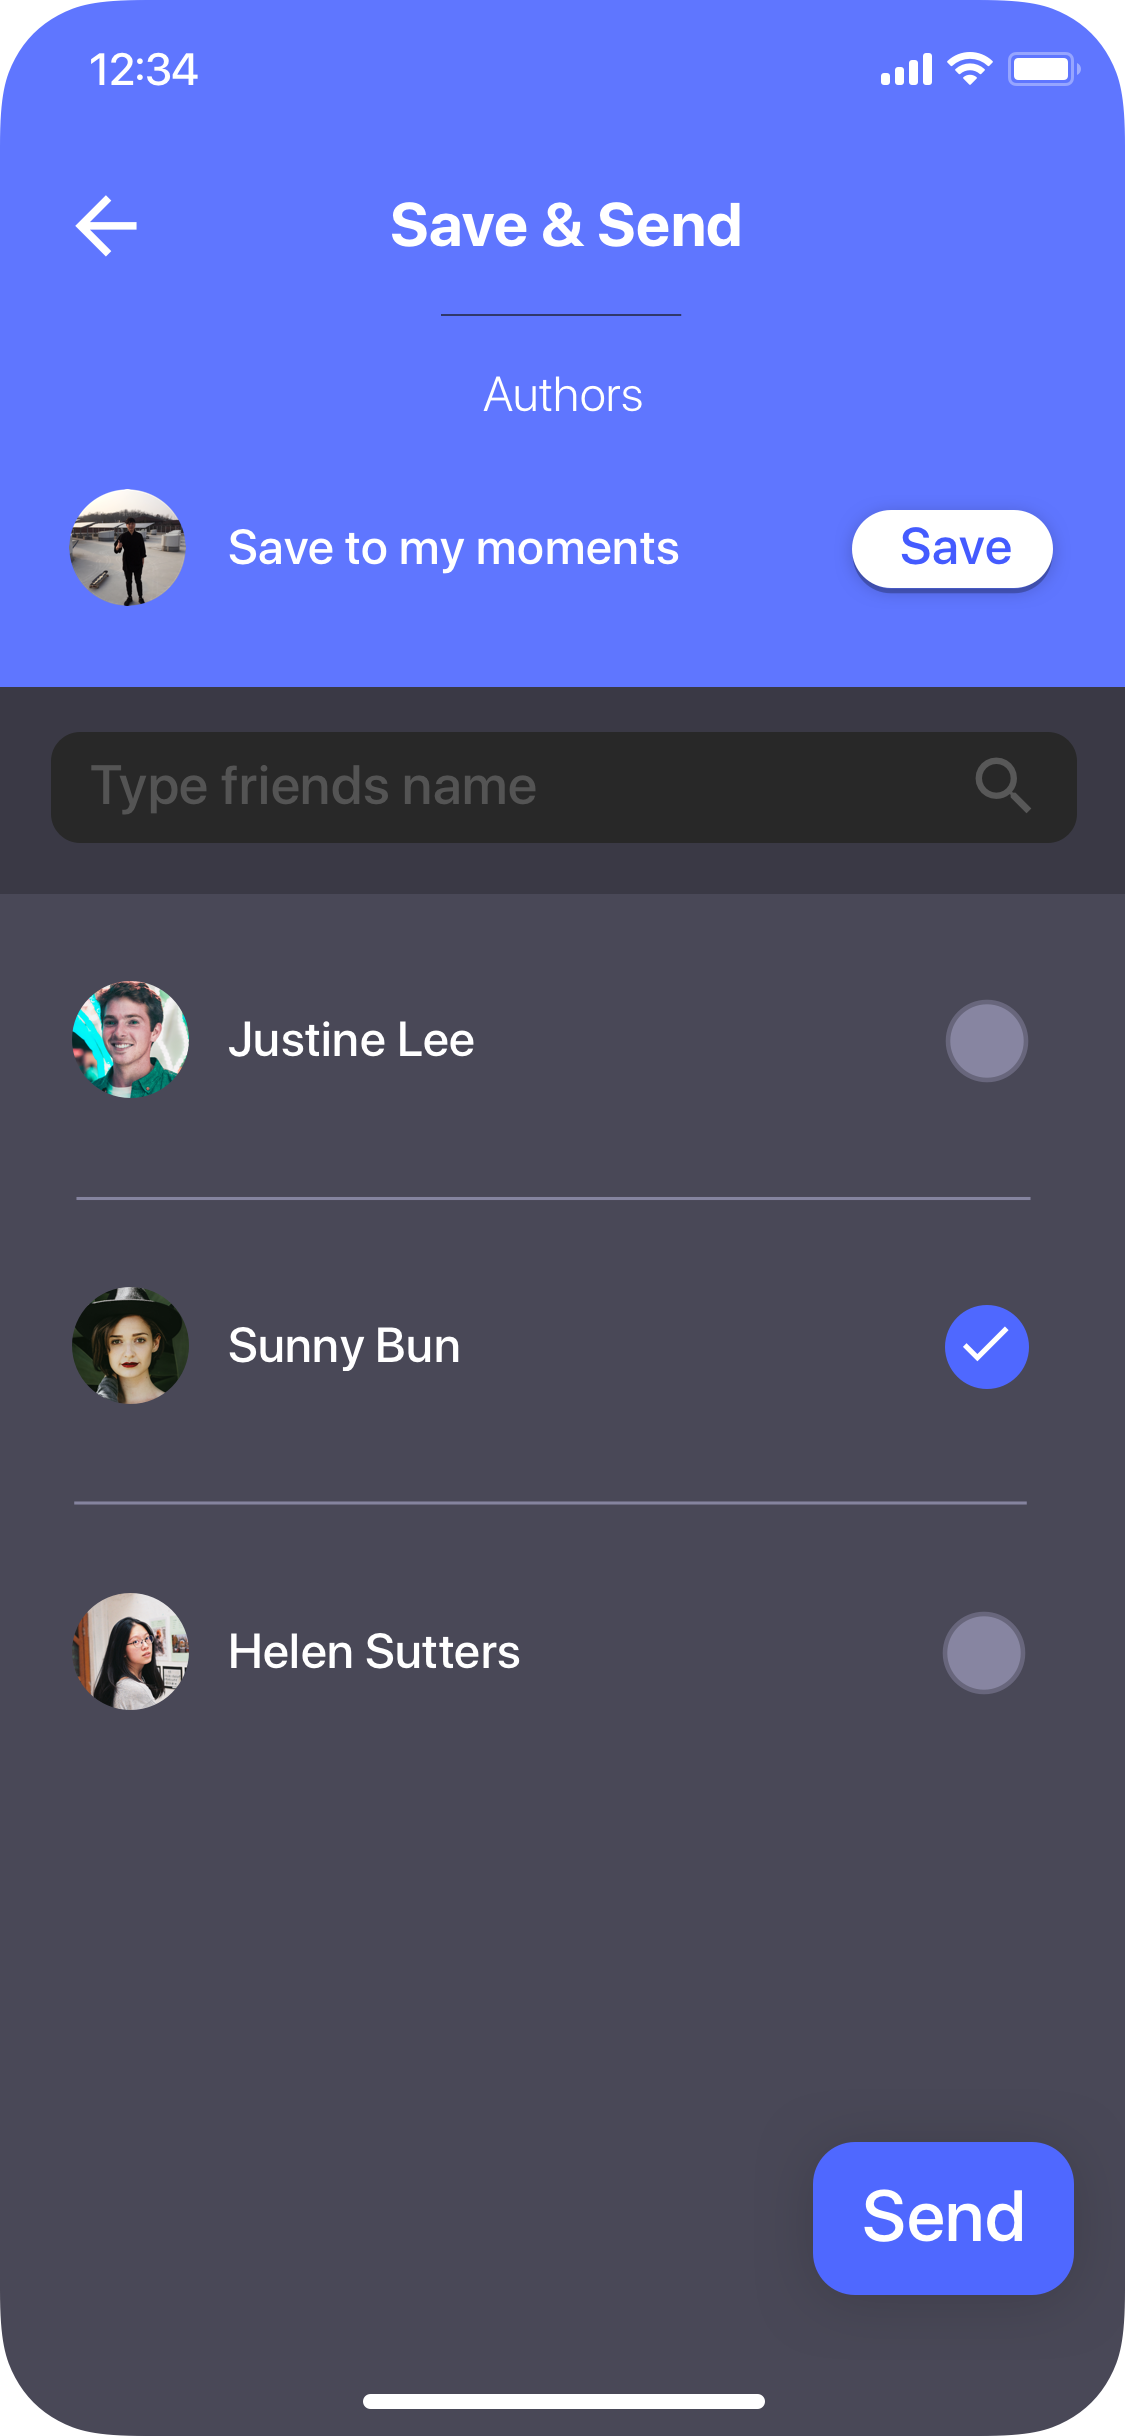 12:34
Save & Send
Authors
Save to my moments
Save
Type friends name
Justine Lee
Sunny Bun
Helen Sutters
Send